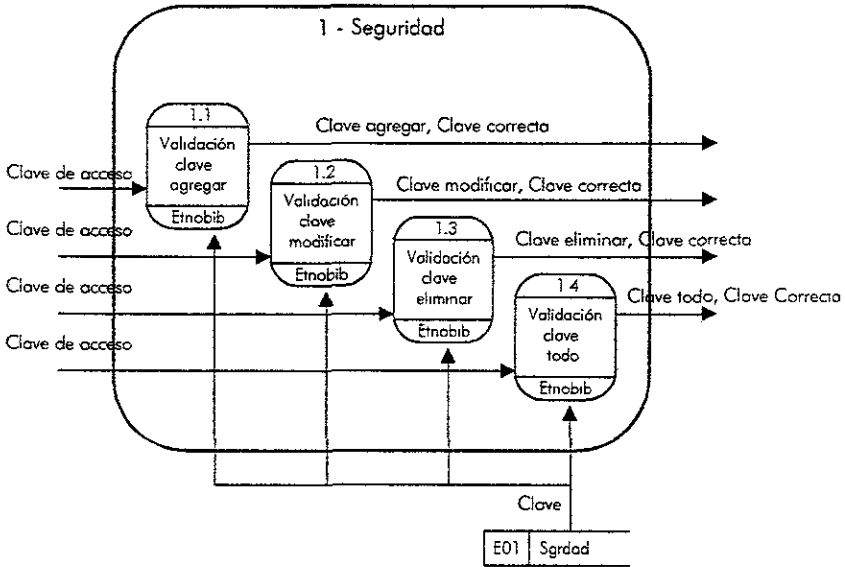 1 - Seguridad
1.1
Validación
clave
agregar
Etnobib
Clave agregar, Clave correcta
Clave de acceso
1.2
Validación
clave
modificar
Etnobib
Clave modificar, Clave correcta
Clave de acceso
1.3
Validación
clave
eliminar
Etnobib
Clave eliminar, Clave correcta
Clave de acceso
1 4
Validación
clave
todo
Etnobib
Clave todo, Clave Correcta
Clave de acceso
Clave
E01 Sgrdad